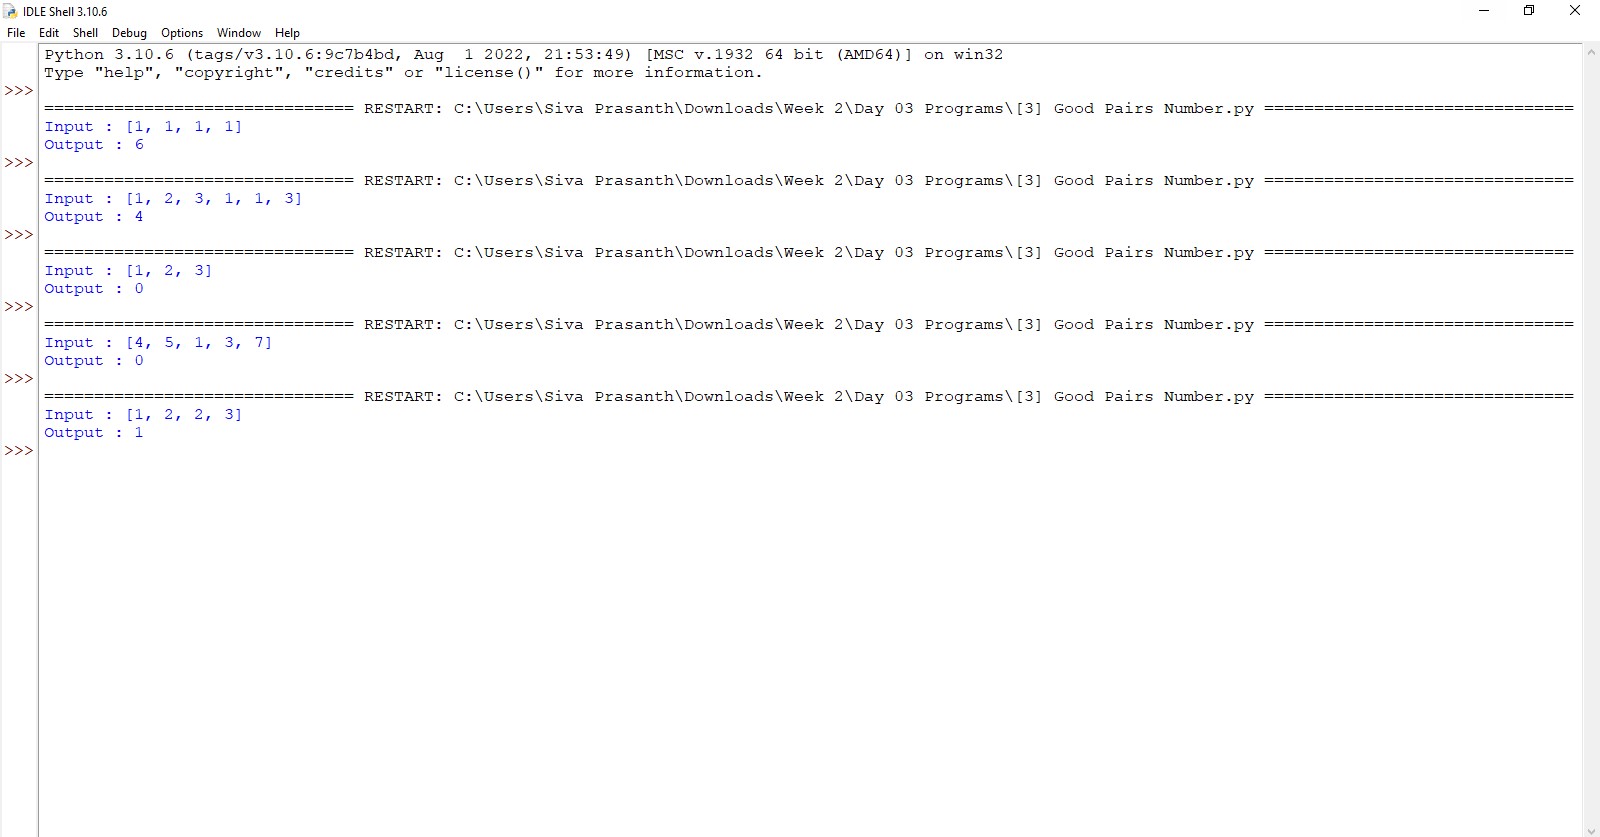 IDLE Shell 3.10.6
File Edit Shell Debug Options Window Help
Python 3.10.6 (tags/v3.10.6:9c7b4bd, Aug  1 2022, 21:53:49) [MSC v.1932 64 bit (AMD64)] on win32
Type "help", "copyright", "credits" or "license()" for more information.
>>>
=============================== RESTART: C:\Users\Siva Prasanth\Downloads\Week 2\Day 03 Programs\[3] Good Pairs Number.py ===============================
Input : [1, 1, 1, 1]
Output : 6
>>>
=============================== RESTART: C:\Users\Siva Prasanth\Downloads\Week 2\Day 03 Programs\[3] Good Pairs Number.py ===============================
Input : [1, 2, 3, 1, 1, 3]
Output : 4
>>>
=============================== RESTART: C:\Users\Siva Prasanth\Downloads\Week 2\Day 03 Programs\[3] Good Pairs Number.py ===============================
Input : [1, 2, 3]
Output : 0
>>>
=============================== RESTART: C:\Users\Siva Prasanth\Downloads\Week 2\Day 03 Programs\[3] Good Pairs Number.py ===============================
Input : [4, 5, 1, 3, 7]
Output : 0
>>>
=============================== RESTART: C:\Users\Siva Prasanth\Downloads\Week 2\Day 03 Programs\[3] Good Pairs Number.py ===============================
Input : [1, 2, 2, 3]
Output : 1
>>>